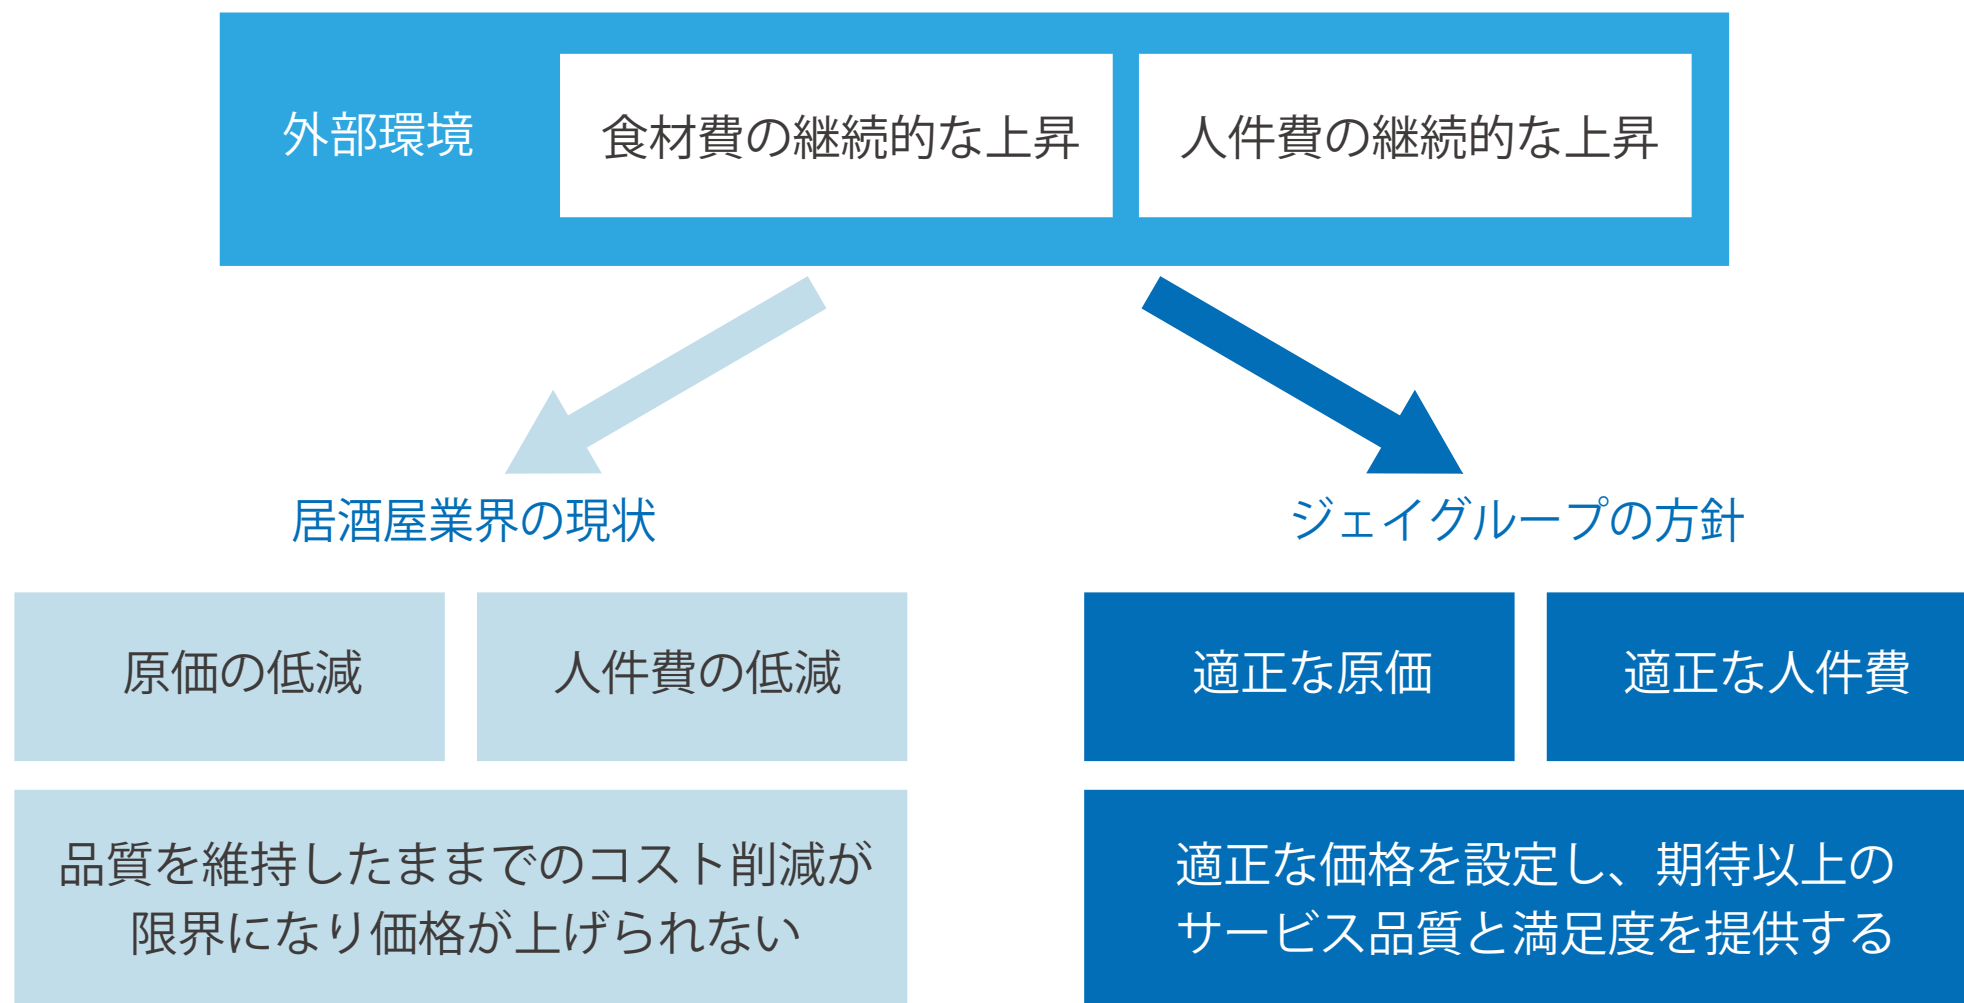 外部環境
食材費の継続的な上昇
人件費の継続的な上昇
居酒屋業界の現状
原価の低減
人件費の低減
品質を維持したままでのコスト削減が
限界になり価格が上げられない
ジェイグループの方針
適正な原価
適正な人件費
適正な価格を設定し、期待以上の
サービス品質と満足度を提供する